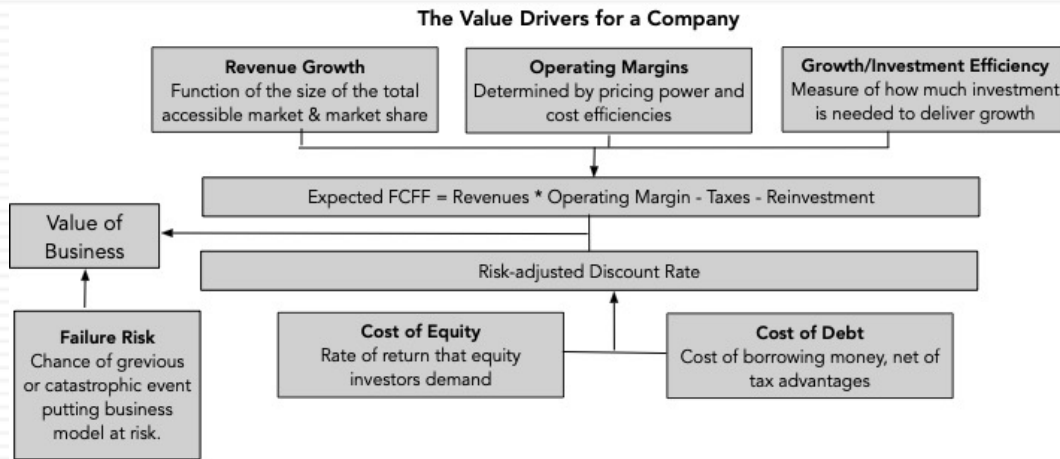 The Value Drivers for a Company
Revenue Growth
Function of the size of the total
accessible market & market share
Operating Margins
Determined by pricing power and
cost efficiencies
Growth/Investment Efficiency
Measure of how much investment
is needed to deliver growth
Expected FCFF = Revenues * Operating Margin - Taxes - Reinvestment
Value of
Business
Risk-adjusted Discount Rate
Failure Risk
Chance of grevious
or catastrophic event
putting business
model at risk.
Cost of Equity
Rate of return that equity
investors demand
Cost of Debt
Cost of borrowing money, net of
tax advantages